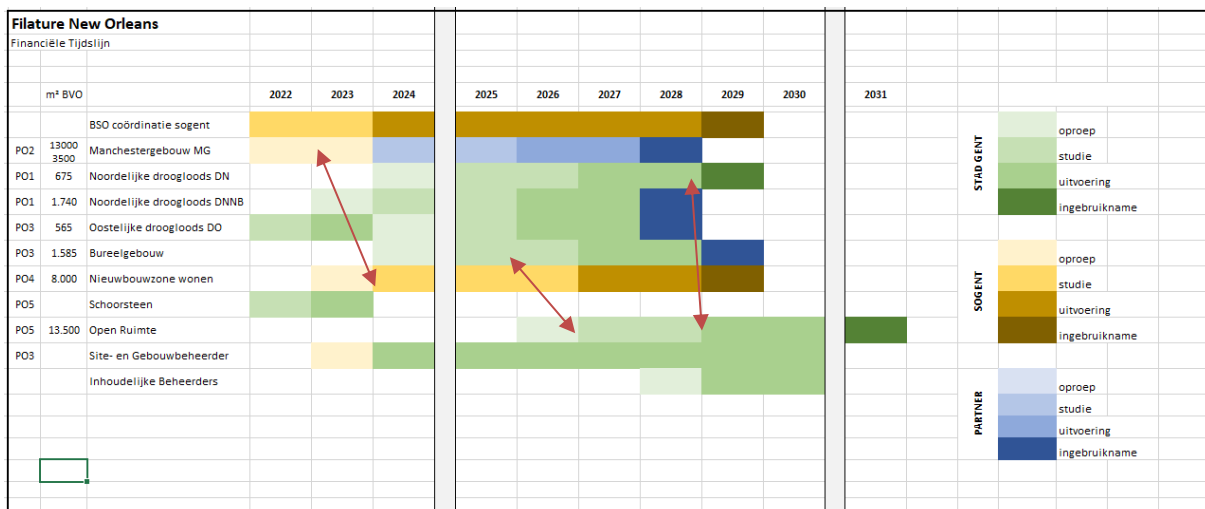 Filature New Orleans
Financiële Tijdslijn
m² BVO 2022 2023 2024 2025 2026 2027 2028 2029 2030 2031
BSO coördinatie sogent
PO2 13000 3500 Manchestergebouw MG
PO1 675 Noordelijke droogloods DN
PO1 1.740 Noordelijke droogloods DNNB
PO3 565 Oostelijke droogloods DO
PO3 1.585 Bureelgebouw
PO4 8.000 Nieuwbouwzone wonen
PO5 Schoorsteen
PO5 13.500 Open Ruimte
PO3 Site- en Gebouwbeheerder
Inhoudelijke Beheerders
STAD GENT
oproep
studie
uitvoering
ingebruikname
SOGENT
oproep
studie
uitvoering
ingebruikname
PARTNER
oproep
studie
uitvoering
ingebruikname